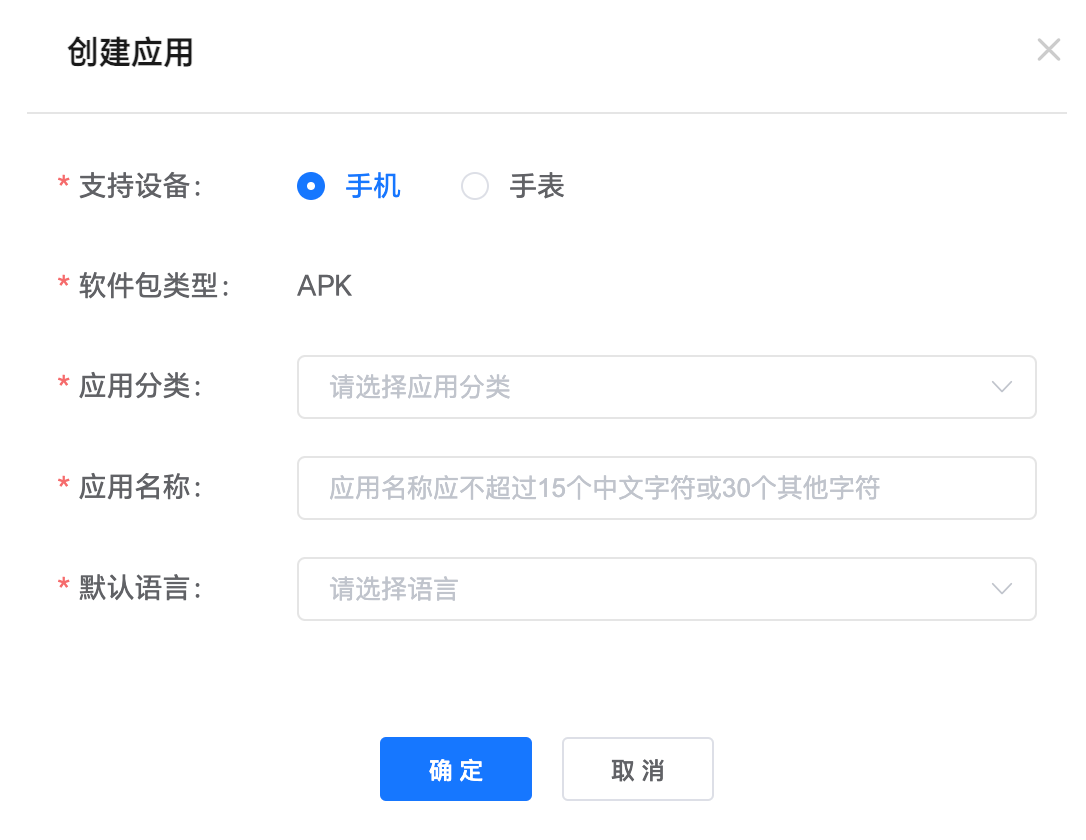 创建应用
* 支持设备： 手机 手表
* 软件包类型： APK
* 应用分类： 请选择应用分类
* 应用名称： 应用名称应不超过15个中文字符或30个其他字符
* 默认语言： 请选择语言
确定 取消